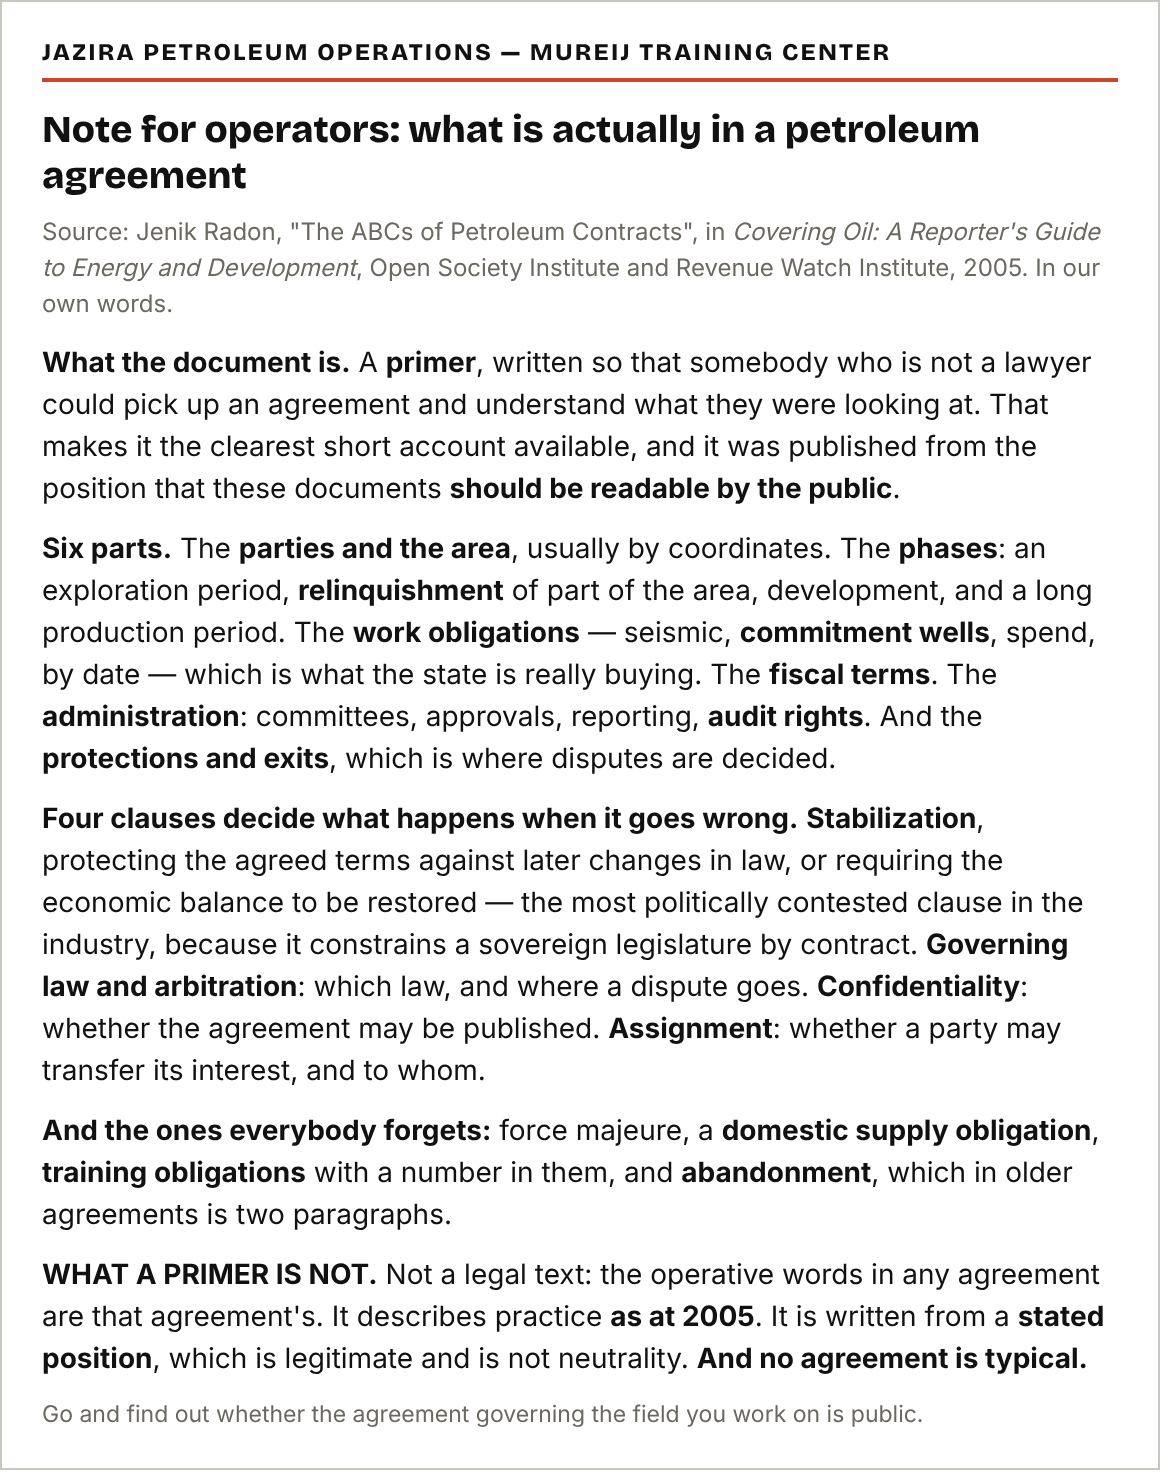 JAZIRA PETROLEUM OPERATIONS — MUREIJ TRAINING CENTER
Note for operators: what is actually in a petroleum
agreement
Source: Jenik Radon, "The ABCs of Petroleum Contracts", in Covering Oil: A Reporter's Guide
to Energy and Development, Open Society Institute and Revenue Watch Institute, 2005. In our
own words.
What the document is. A primer, written so that somebody who is not a lawyer
could pick up an agreement and understand what they were looking at. That
makes it the clearest short account available, and it was published from the
position that these documents should be readable by the public.
Six parts. The parties and the area, usually by coordinates. The phases: an
exploration period, relinquishment of part of the area, development, and a long
production period. The work obligations — seismic, commitment wells, spend,
by date — which is what the state is really buying. The fiscal terms. The
administration: committees, approvals, reporting, audit rights. And the
protections and exits, which is where disputes are decided.
Four clauses decide what happens when it goes wrong. Stabilization,
protecting the agreed terms against later changes in law, or requiring the
economic balance to be restored — the most politically contested clause in the
industry, because it constrains a sovereign legislature by contract. Governing
law and arbitration: which law, and where a dispute goes. Confidentiality:
whether the agreement may be published. Assignment: whether a party may
transfer its interest, and to whom.
And the ones everybody forgets: force majeure, a domestic supply obligation,
training obligations with a number in them, and abandonment, which in older
agreements is two paragraphs.
WHAT A PRIMER IS NOT. Not a legal text: the operative words in any agreement
are that agreement's. It describes practice as at 2005. It is written from a stated
position, which is legitimate and is not neutrality. And no agreement is typical.
Go and find out whether the agreement governing the field you work on is public.